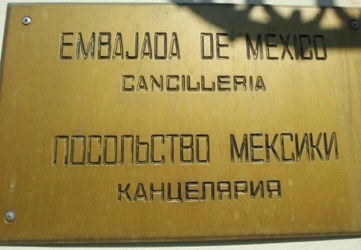 EMBAJADA DE MEXICO
CANCILLERIA
ПОСОЛЬСТВО МЕКСИКИ
КАНЦЕЛЯРИЯ